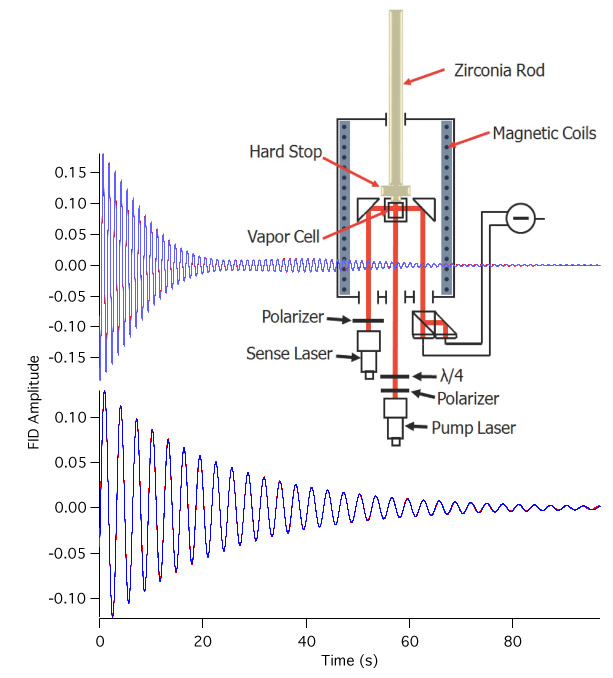 Zirconia Rod
Magnetic Coils
Hard Stop
Vapor Cell
Polarizer
Sense Laser
λ/4
Polarizer
Pump Laser
0.15
0.10
0.05
0.00
-0.05
-0.10
-0.15
FID Amplitude
0.10
0.05
0.00
-0.05
-0.10
0 20 40 60 80
Time (s)